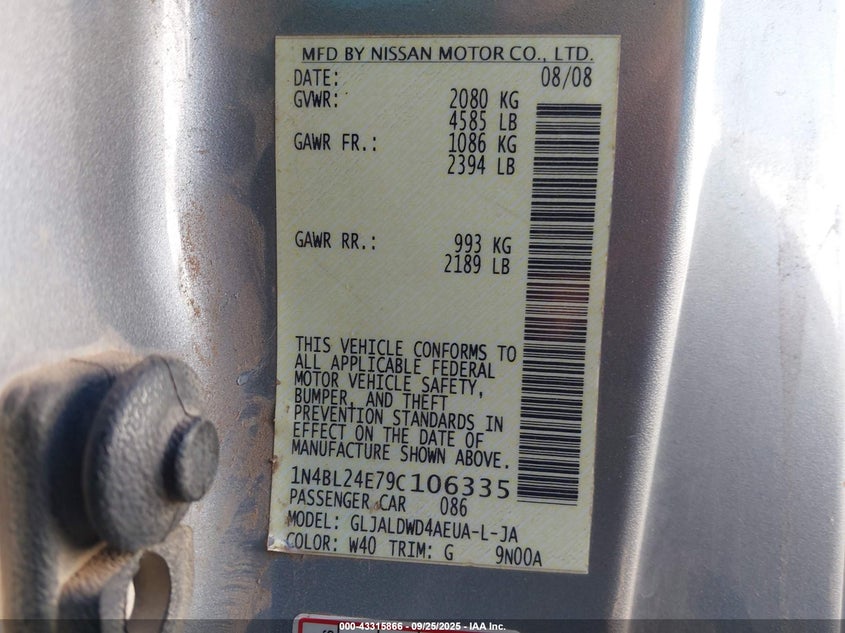 MFD BY NISSAN MOTOR CO., LTD.
DATE: 08/08
GVWR: 2080 KG
4585 LB
GAWR FR.: 1086 KG
2394 LB
GAWR RR.: 993 KG
2189 LB
THIS VEHICLE CONFORMS TO
ALL APPLICABLE FEDERAL
MOTOR VEHICLE SAFETY,
BUMPER, AND THEFT
PREVENTION STANDARDS IN
EFFECT ON THE DATE OF
MANUFACTURE SHOWN ABOVE.
1N4BL24E79C106335
PASSENGER CAR 086
MODEL: GLJALDWD4AEUA-L-JA
COLOR: W40 TRIM: G 9N00A
000-43315866 - 09/25/2025 - IAA Inc.